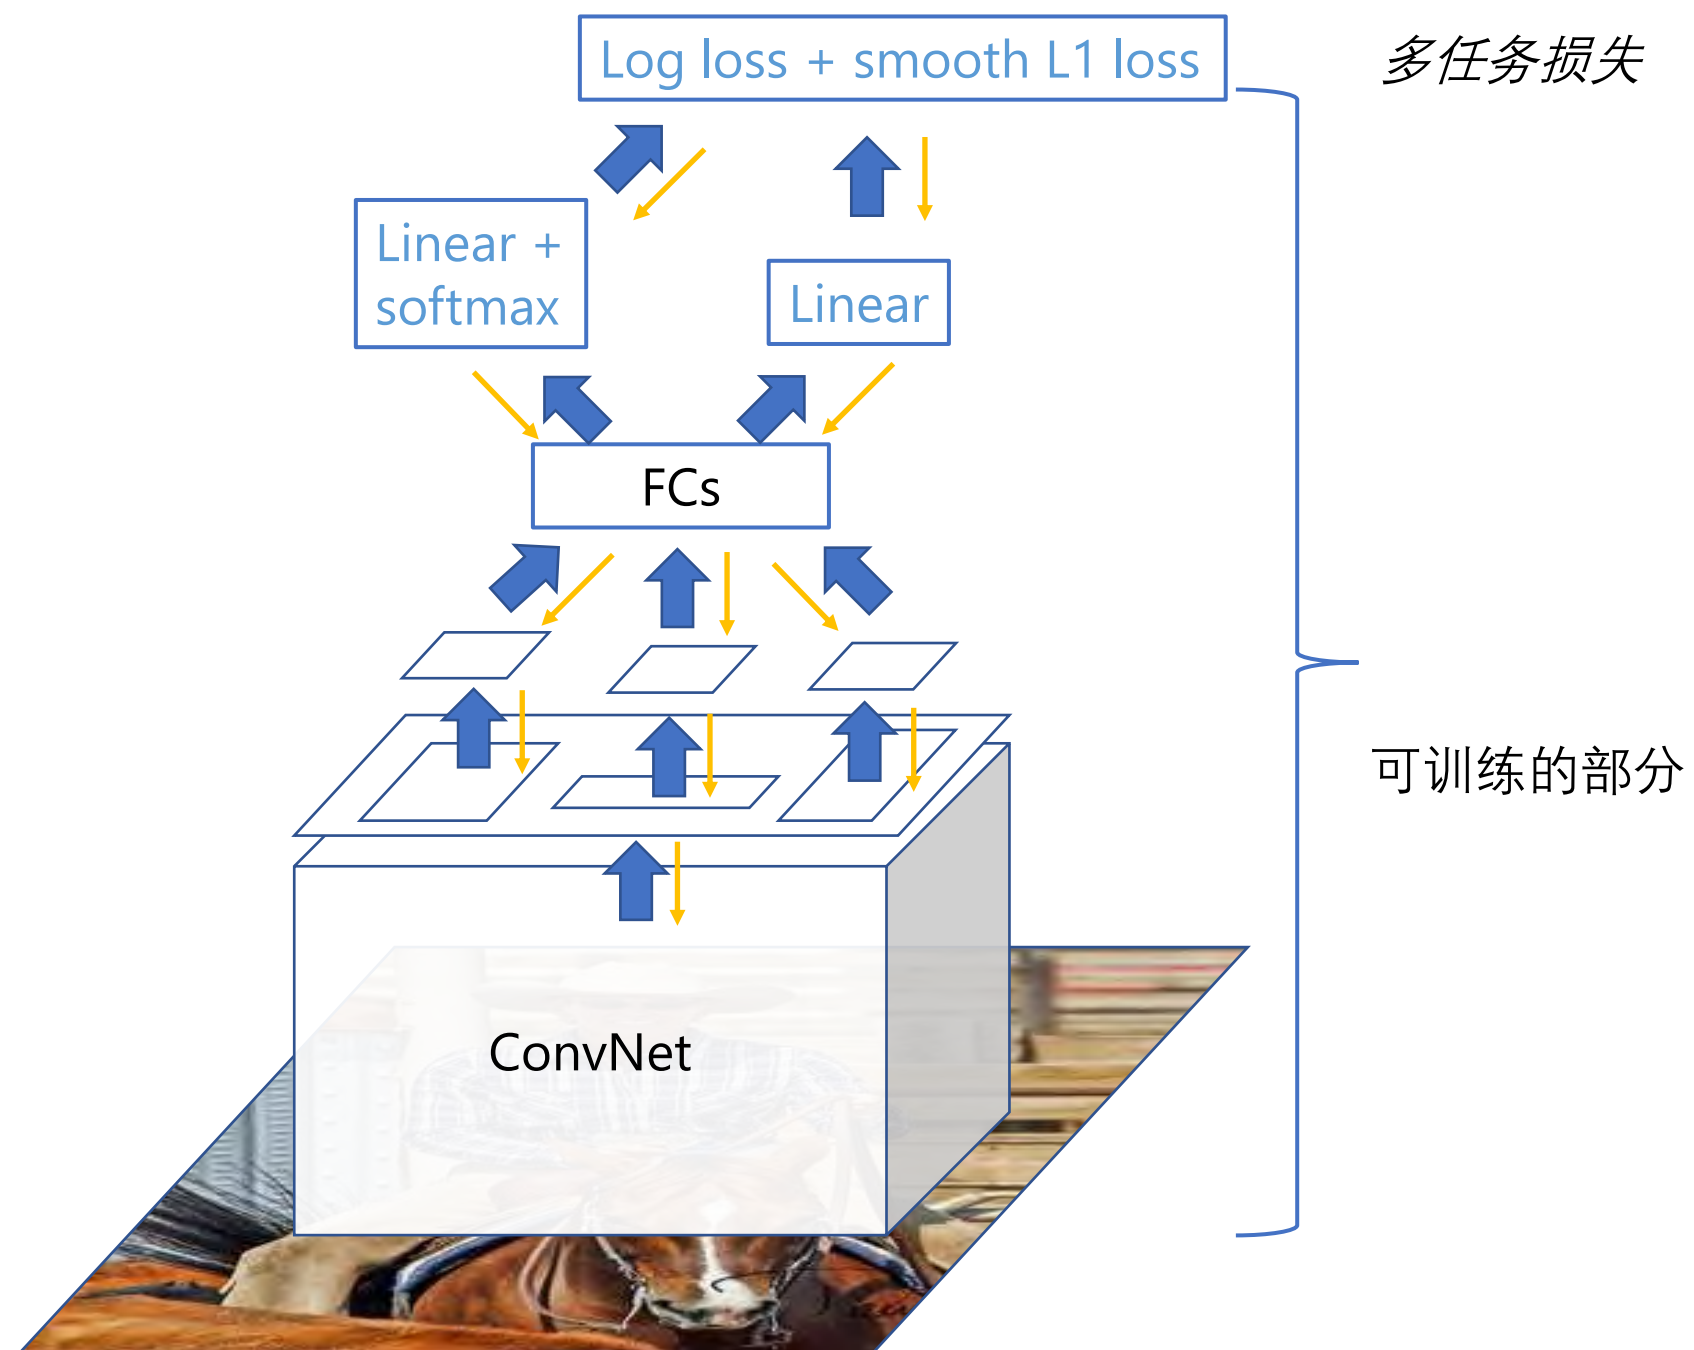 Log loss + smooth L1 loss
多任务损失
Linear +
softmax
Linear
FCs
可训练的部分
ConvNet